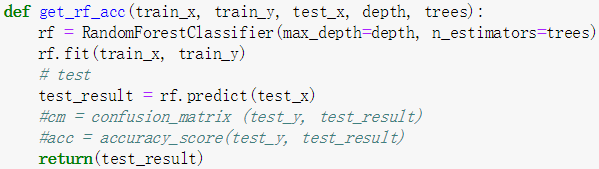 def get_rf_acc(train_x, train_y, test_x, depth, trees):
    rf = RandomForestClassifier(max_depth=depth, n_estimators=trees)
    rf.fit(train_x, train_y)
    # test
    test_result = rf.predict(test_x)
    #cm = confusion_matrix (test_y, test_result)
    #acc = accuracy_score(test_y, test_result)
    return(test_result)